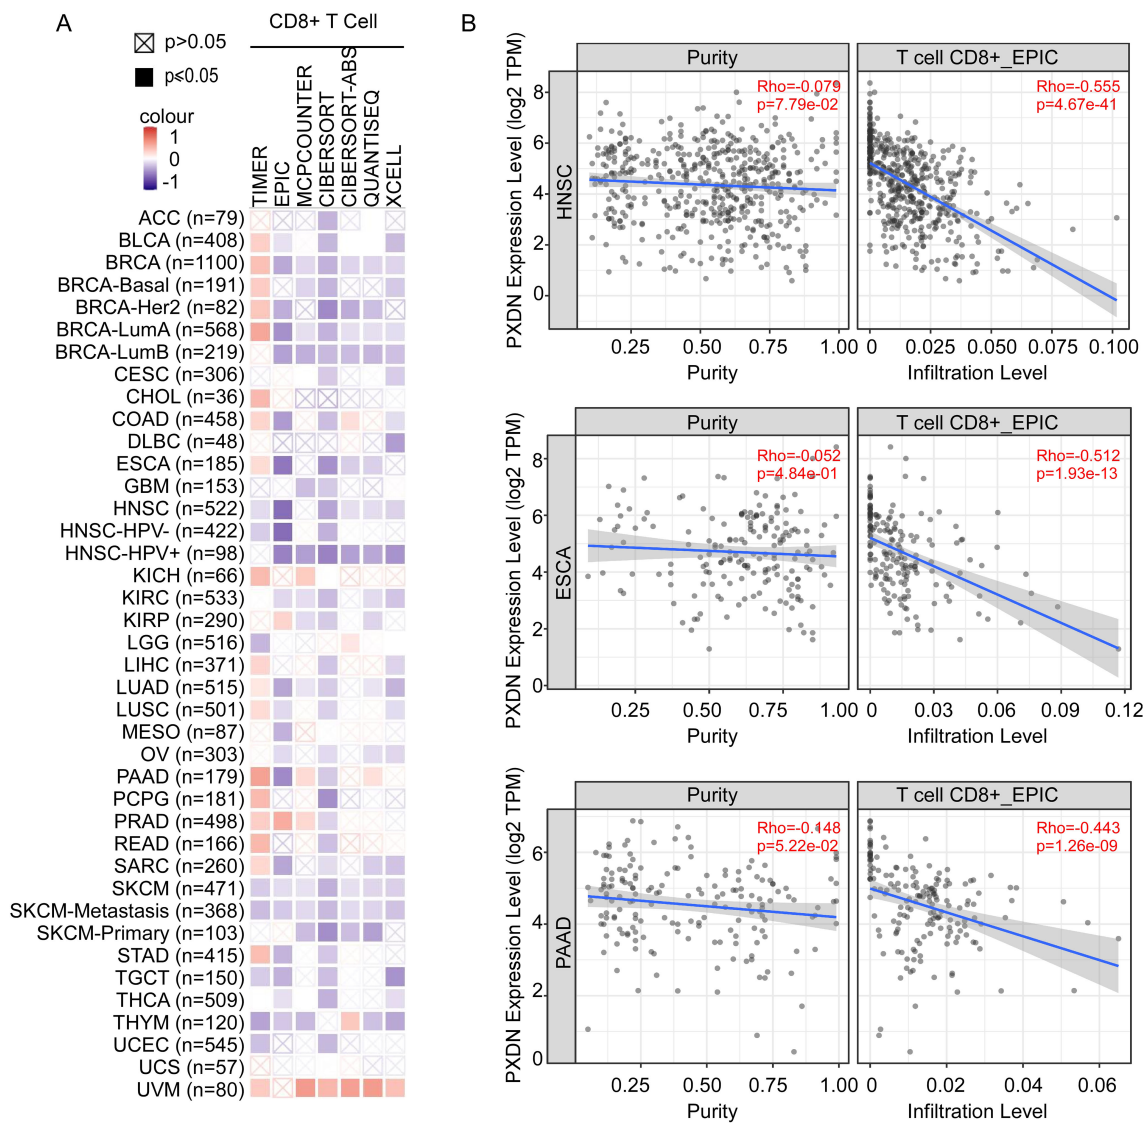 A
CD8+ T Cell
p>0.05
p≤0.05
colour
1
0
-1
TIMER
EPIC
MCPCOUNTER
CIBERSORT
CIBERSORT-ABS
QUANTISEQ
XCELL
ACC (n=79)
BLCA (n=408)
BRCA (n=1100)
BRCA-Basal (n=191)
BRCA-Her2 (n=82)
BRCA-LumA (n=568)
BRCA-LumB (n=219)
CESC (n=306)
CHOL (n=36)
COAD (n=458)
DLBC (n=48)
ESCA (n=185)
GBM (n=153)
HNSC (n=522)
HNSC-HPV- (n=422)
HNSC-HPV+ (n=98)
KICH (n=66)
KIRC (n=533)
KIRP (n=290)
LGG (n=516)
LIHC (n=371)
LUAD (n=515)
LUSC (n=501)
MESO (n=87)
OV (n=303)
PAAD (n=179)
PCPG (n=181)
PRAD (n=498)
READ (n=166)
SARC (n=260)
SKCM (n=471)
SKCM-Metastasis (n=368)
SKCM-Primary (n=103)
STAD (n=415)
TGCT (n=150)
THCA (n=509)
THYM (n=120)
UCEC (n=545)
UCS (n=57)
UVM (n=80)
B
Purity
T cell CD8+_EPIC
PXDN Expression Level (log2 TPM)
HNSC
8
6
4
2
0
Rho=-0.079
p=7.79e-02
Rho=-0.555
p=4.67e-41
0.25 0.50 0.75 1.00
0 0.025 0.050 0.075 0.100
Purity
Infiltration Level
Purity
T cell CD8+_EPIC
PXDN Expression Level (log2 TPM)
ESCA
8
6
4
2
0
Rho=-0.052
p=4.84e-01
Rho=-0.512
p=1.93e-13
0.25 0.50 0.75 1.00
0 0.03 0.06 0.09 0.12
Purity
Infiltration Level
Purity
T cell CD8+_EPIC
PXDN Expression Level (log2 TPM)
PAAD
6
4
2
0
Rho=-0.148
p=5.22e-02
Rho=-0.443
p=1.26e-09
0.25 0.50 0.75 1.00
0 0.02 0.04 0.06
Purity
Infiltration Level